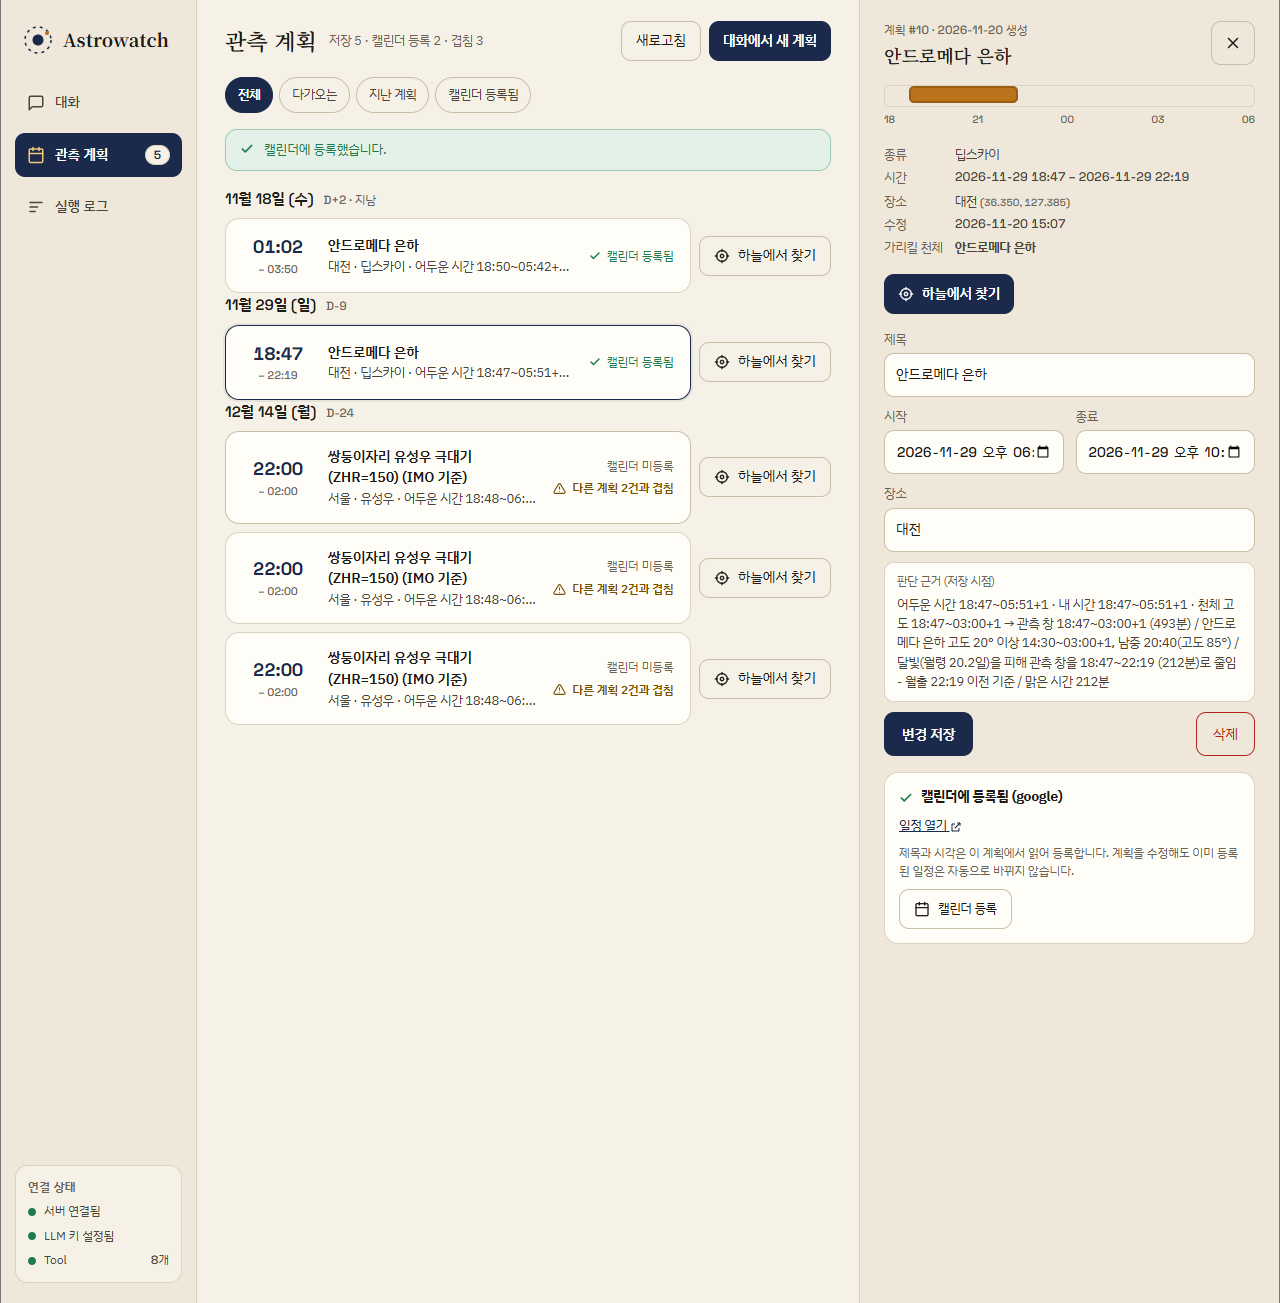 Astrowatch
대화
관측 계획 5
실행 로그
연결 상태
서버 연결됨
LLM 키 설정됨
Tool 8개
관측 계획 저장 5 · 캘린더 등록 2 · 겹침 3
새로고침
대화에서 새 계획
전체
다가오는
지난 계획
캘린더 등록됨
캘린더에 등록했습니다.
11월 18일 (수) D+2 · 지남
01:02
– 03:50
안드로메다 은하
대전 · 딥스카이 · 어두운 시간 18:50~05:42+...
캘린더 등록됨
하늘에서 찾기
11월 29일 (일) D-9
18:47
– 22:19
안드로메다 은하
대전 · 딥스카이 · 어두운 시간 18:47~05:51+...
캘린더 등록됨
하늘에서 찾기
12월 14일 (월) D-24
22:00
– 02:00
쌍둥이자리 유성우 극대기
(ZHR=150) (IMO 기준)
서울 · 유성우 · 어두운 시간 18:48~06:...
캘린더 미등록
다른 계획 2건과 겹침
하늘에서 찾기
22:00
– 02:00
쌍둥이자리 유성우 극대기
(ZHR=150) (IMO 기준)
서울 · 유성우 · 어두운 시간 18:48~06:...
캘린더 미등록
다른 계획 2건과 겹침
하늘에서 찾기
22:00
– 02:00
쌍둥이자리 유성우 극대기
(ZHR=150) (IMO 기준)
서울 · 유성우 · 어두운 시간 18:48~06:...
캘린더 미등록
다른 계획 2건과 겹침
하늘에서 찾기
계획 #10 · 2026-11-20 생성
안드로메다 은하
18 21 00 03 06
종류 딥스카이
시간 2026-11-29 18:47 – 2026-11-29 22:19
장소 대전 (36.350, 127.385)
수정 2026-11-20 15:07
가리킬 천체 안드로메다 은하
하늘에서 찾기
제목
안드로메다 은하
시작 종료
2026-11-29 오후 06: 2026-11-29 오후 10:
장소
대전
판단 근거 (저장 시점)
어두운 시간 18:47~05:51+1 · 내 시간 18:47~05:51+1 · 천체 고
도 18:47~03:00+1 → 관측 창 18:47~03:00+1 (493분) / 안드로
메다 은하 고도 20° 이상 14:30~03:00+1, 남중 20:40(고도 85°) /
달빛(월령 20.2일)을 피해 관측 창을 18:47~22:19 (212분)로 줄임
- 월출 22:19 이전 기준 / 맑은 시간 212분
변경 저장
삭제
캘린더에 등록됨 (google)
일정 열기
제목과 시각은 이 계획에서 읽어 등록합니다. 계획을 수정해도 이미 등록
된 일정은 자동으로 바뀌지 않습니다.
캘린더 등록